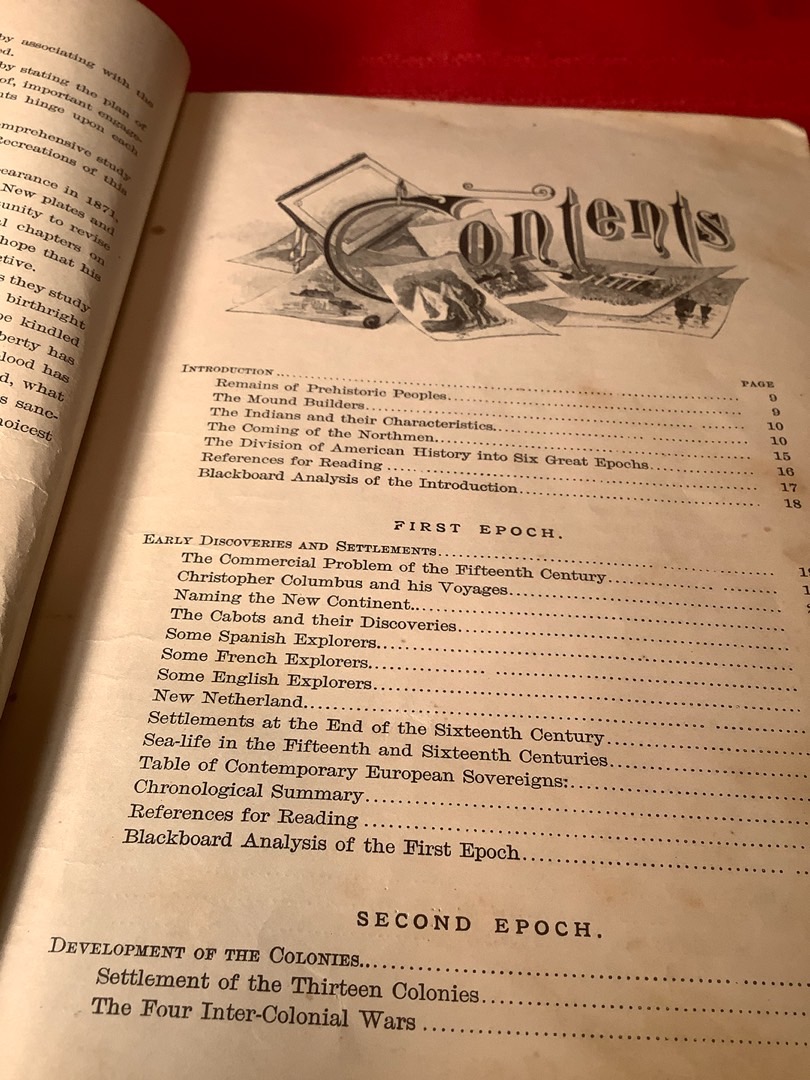 by associating with the
ed.
by stating the plan of
of, important engage-
nts hinge upon each
mprehensive study
Recreations of this
earance in 1871,
New plates and
unity to revise
l chapters on
hope that his
tive.
s they study
birthright
be kindled
berty has
lood has
d, what
s sanc-
hoicest
Contents
PAGE
INTRODUCTION 9
Remains of Prehistoric Peoples 9
The Mound Builders 10
The Indians and their Characteristics 10
The Coming of the Northmen 15
The Division of American History into Six Great Epochs 16
References for Reading 17
Blackboard Analysis of the Introduction 18
FIRST EPOCH.
EARLY DISCOVERIES AND SETTLEMENTS
The Commercial Problem of the Fifteenth Century
Christopher Columbus and his Voyages
Naming the New Continent
The Cabots and their Discoveries
Some Spanish Explorers
Some French Explorers
Some English Explorers
New Netherland
Settlements at the End of the Sixteenth Century
Sea-life in the Fifteenth and Sixteenth Centuries
Table of Contemporary European Sovereigns:
Chronological Summary
References for Reading
Blackboard Analysis of the First Epoch
SECOND EPOCH.
DEVELOPMENT OF THE COLONIES
Settlement of the Thirteen Colonies
The Four Inter-Colonial Wars